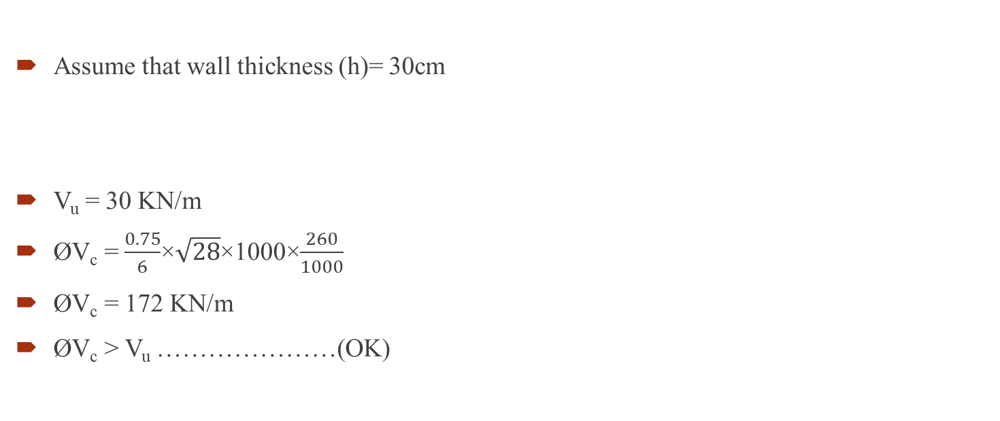 Assume that wall thickness (h)= 30cm
Vu = 30 KN/m
ØVc = 0.75/6×√28×1000×260/1000
ØVc = 172 KN/m
ØVc > Vu …………………(OK)